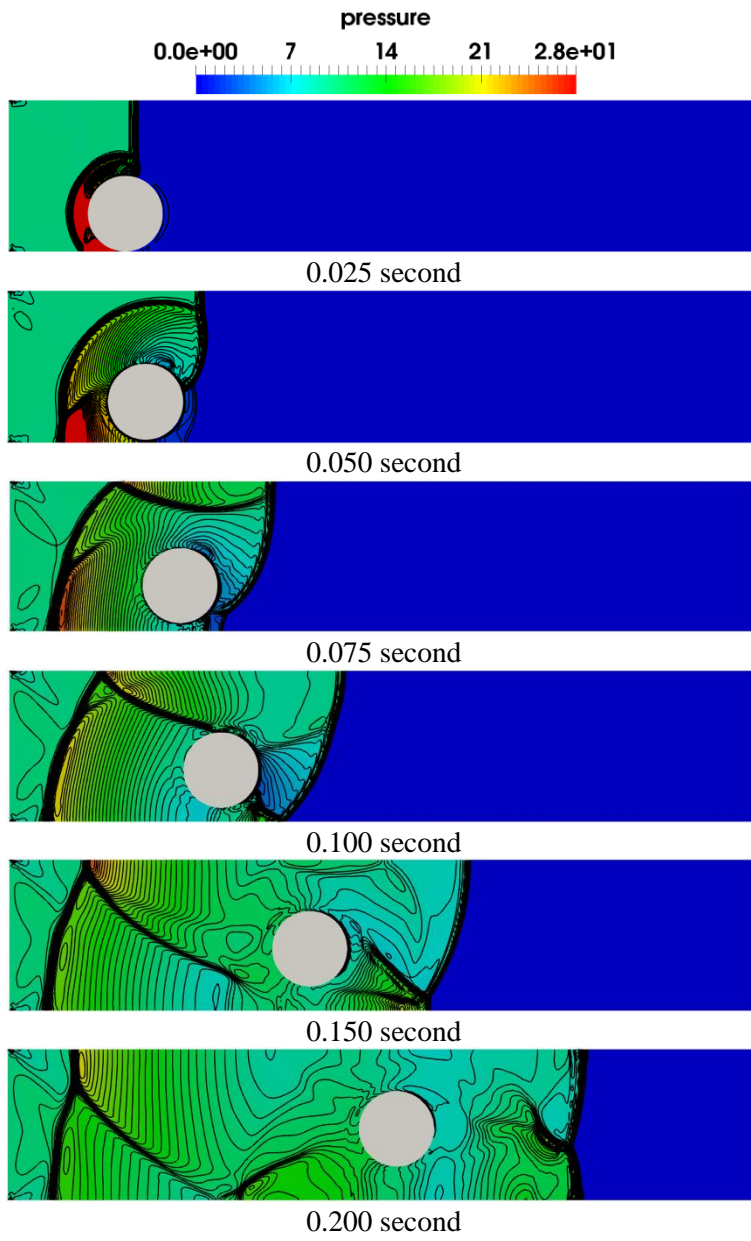 pressure
0.0e+00 7 14 21 2.8e+01
0.025 second
0.050 second
0.075 second
0.100 second
0.150 second
0.200 second